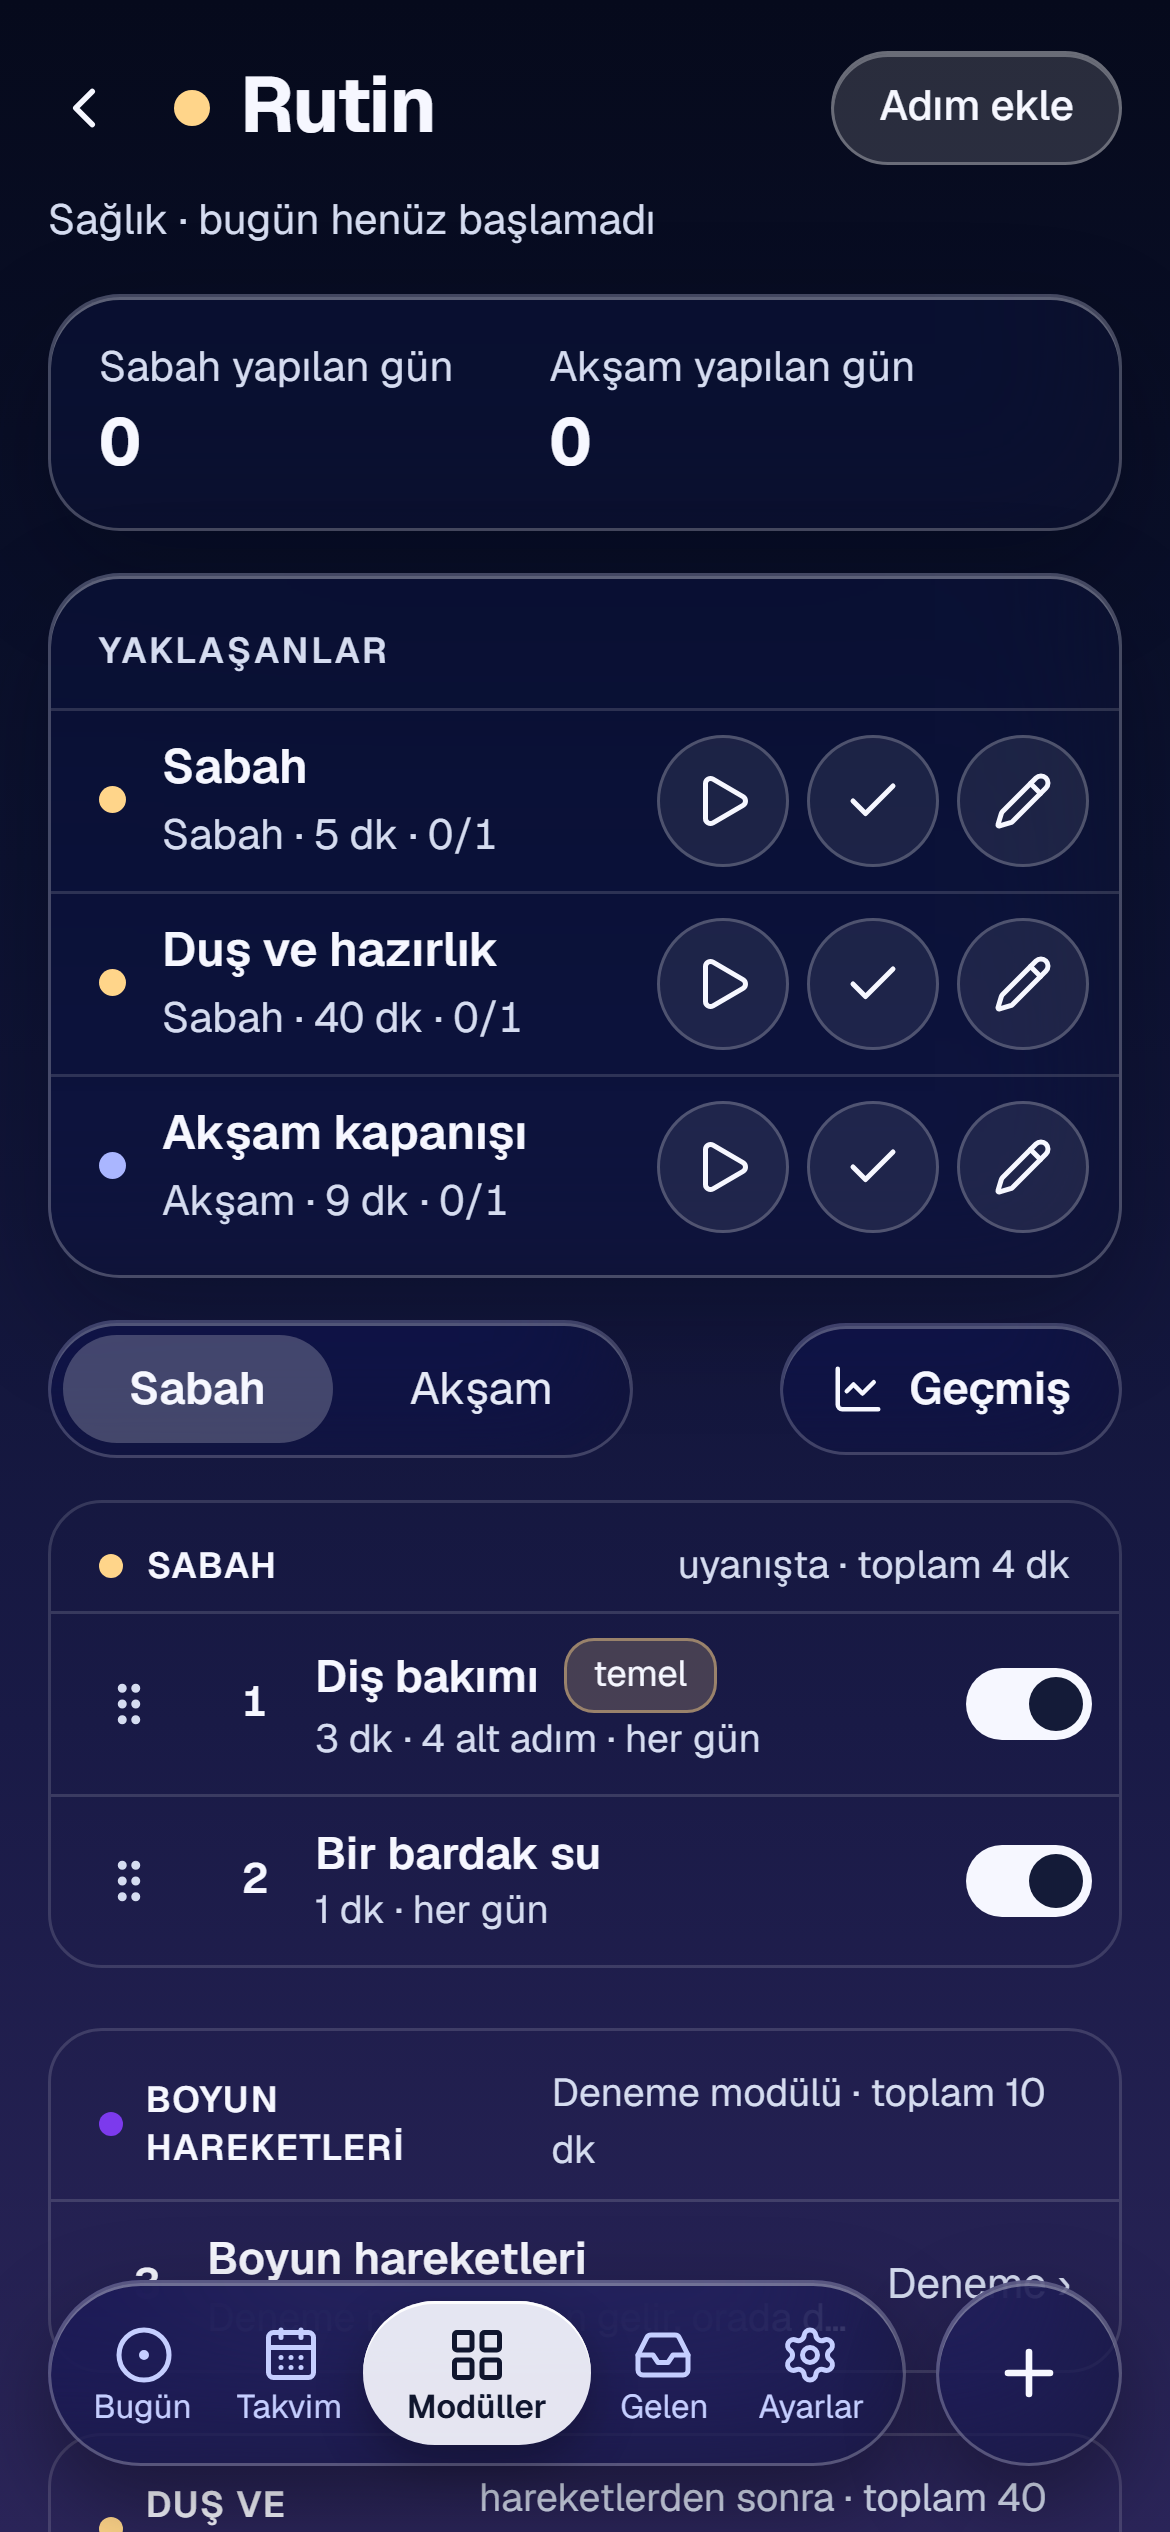 Rutin
Adım ekle
Sağlık · bugün henüz başlamadı
Sabah yapılan gün
0
Akşam yapılan gün
0
YAKLAŞANLAR
Sabah
Sabah · 5 dk · 0/1
Duş ve hazırlık
Sabah · 40 dk · 0/1
Akşam kapanışı
Akşam · 9 dk · 0/1
Sabah
Akşam
Geçmiş
SABAH
uyanışta · toplam 4 dk
1
Diş bakımı
temel
3 dk · 4 alt adım · her gün
2
Bir bardak su
1 dk · her gün
BOYUN
HAREKETLERİ
Deneme modülü · toplam 10
dk
Boyun hareketleri
Deneme ›
Deneme
gelir, orada d...
Bugün
Takvim
Modüller
Gelen
Ayarlar
DUŞ VE
hareketlerden sonra · toplam 40